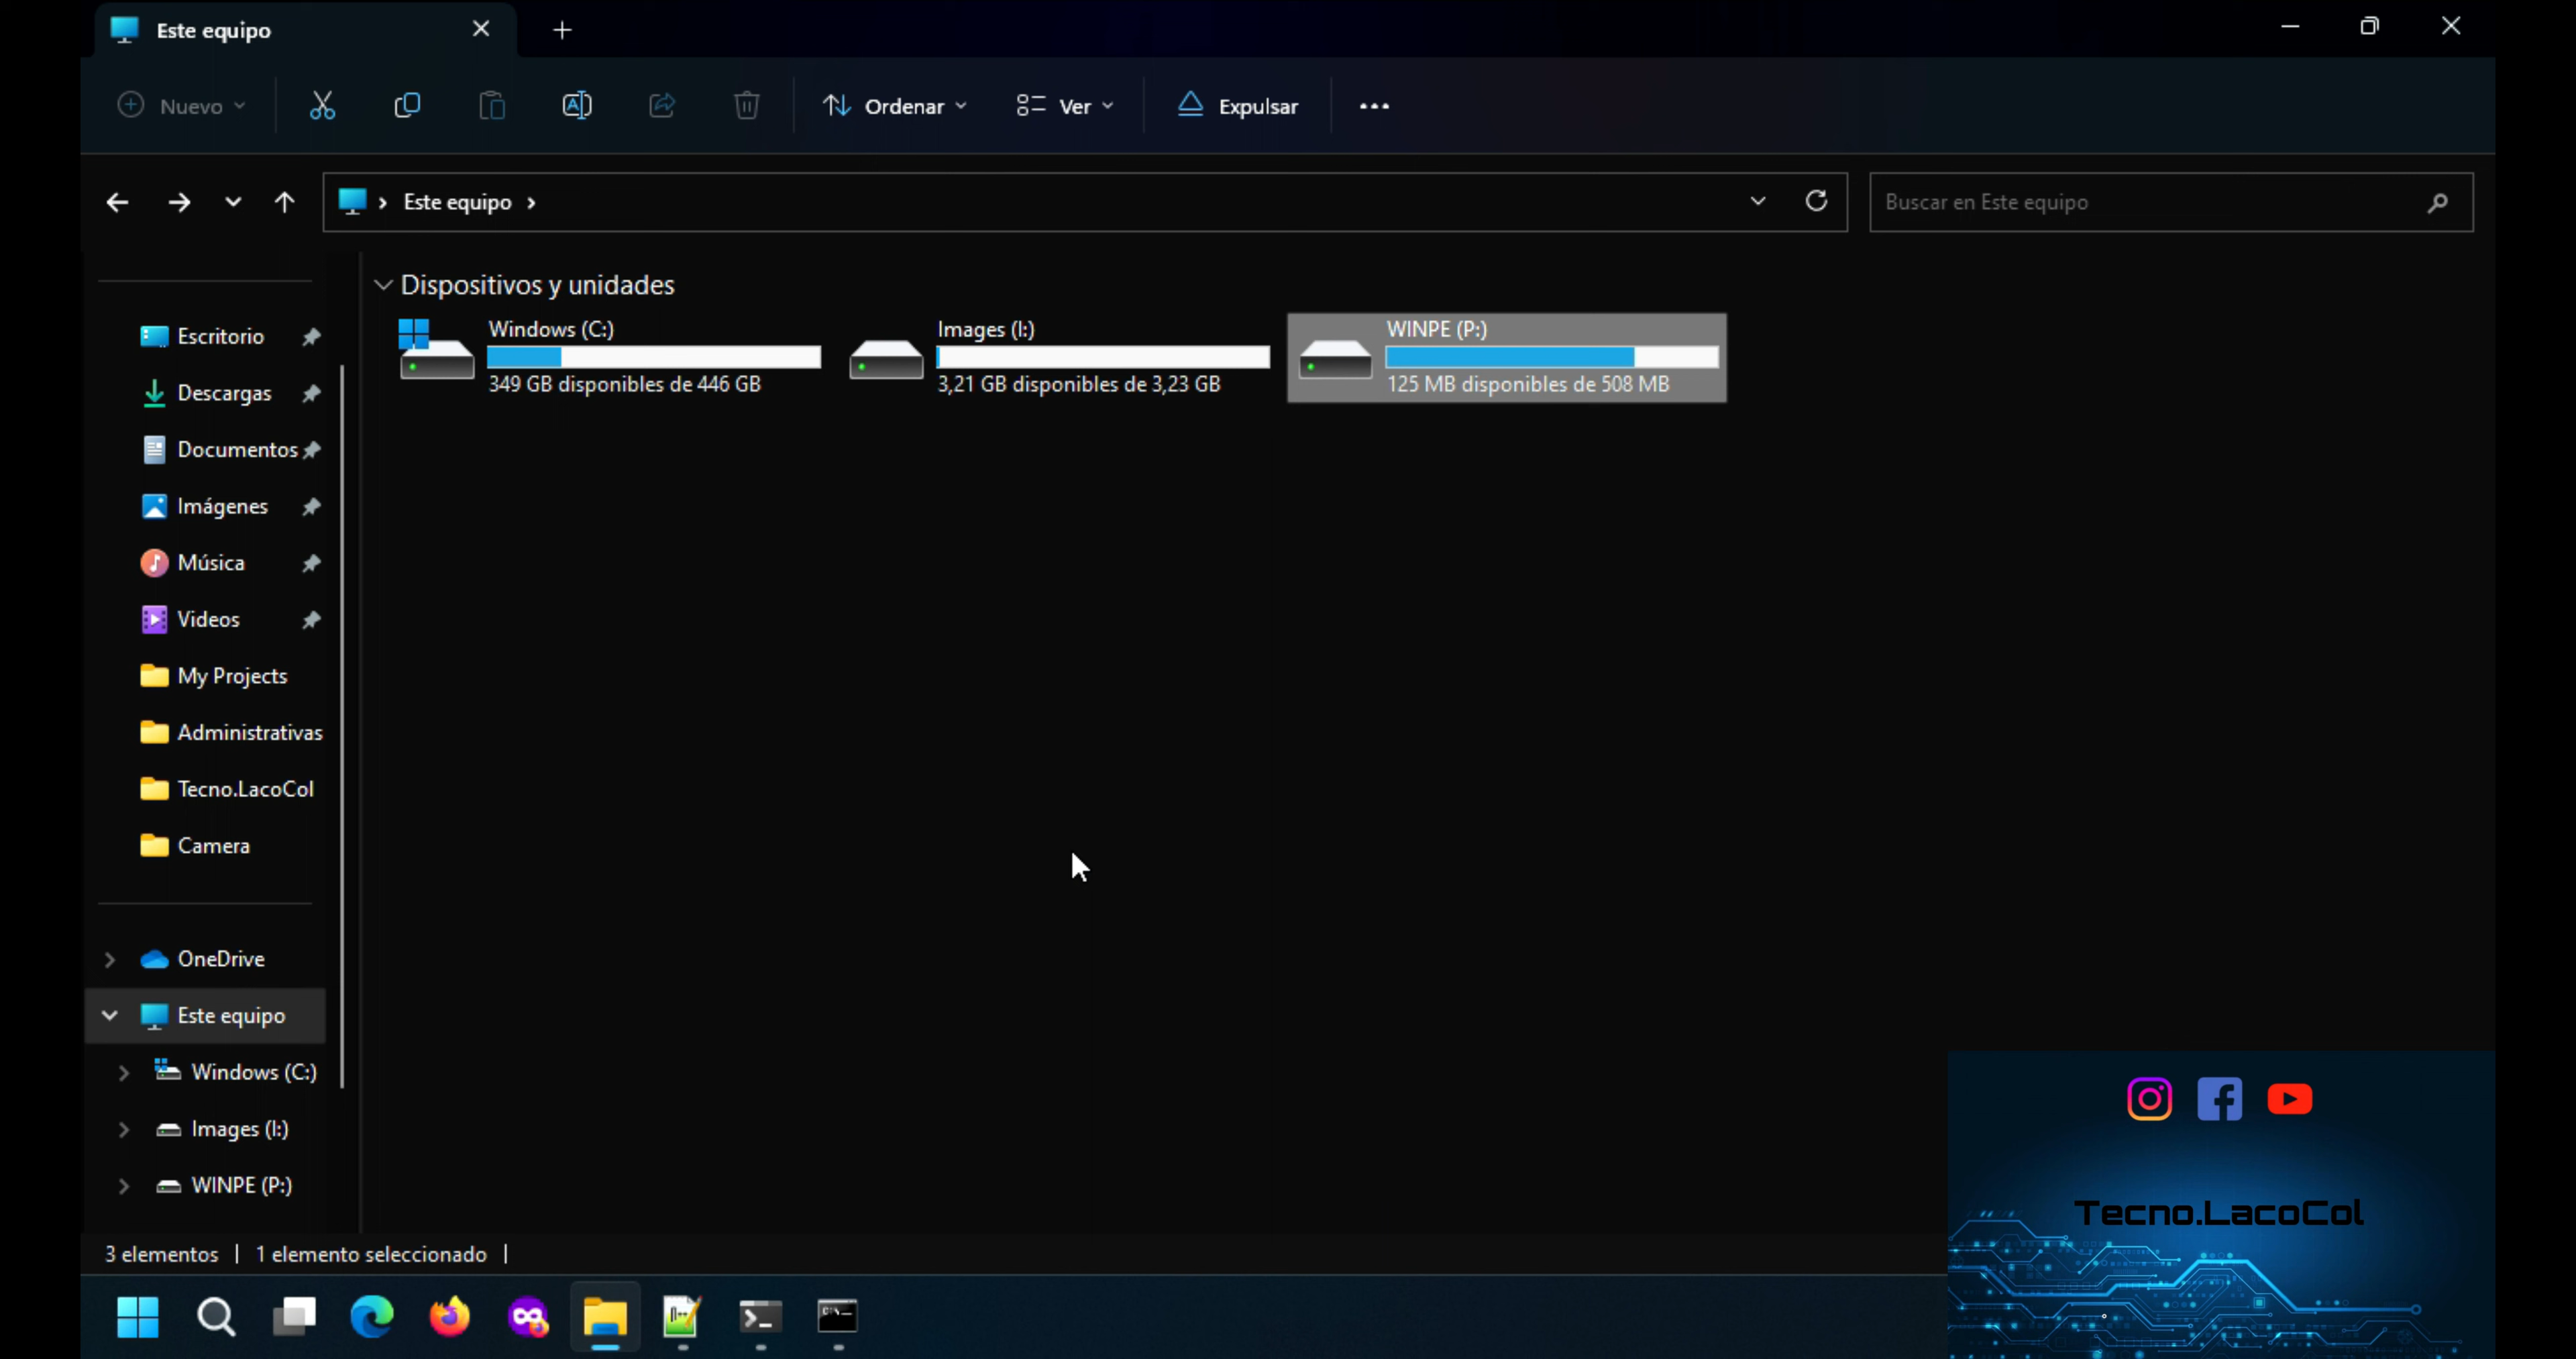 Este equipo
Nuevo
Ordenar
Ver
Expulsar
Este equipo
Buscar en Este equipo
Dispositivos y unidades
Windows (C:)
349 GB disponibles de 446 GB
Images (I:)
3,21 GB disponibles de 3,23 GB
WINPE (P:)
125 MB disponibles de 508 MB
Escritorio
Descargas
Documentos
Imágenes
Música
Videos
My Projects
Administrativas
Tecno.LacoCol
Camera
OneDrive
Este equipo
Windows (C:)
Images (I:)
WINPE (P:)
3 elementos
1 elemento seleccionado
Tecno.LacoCol